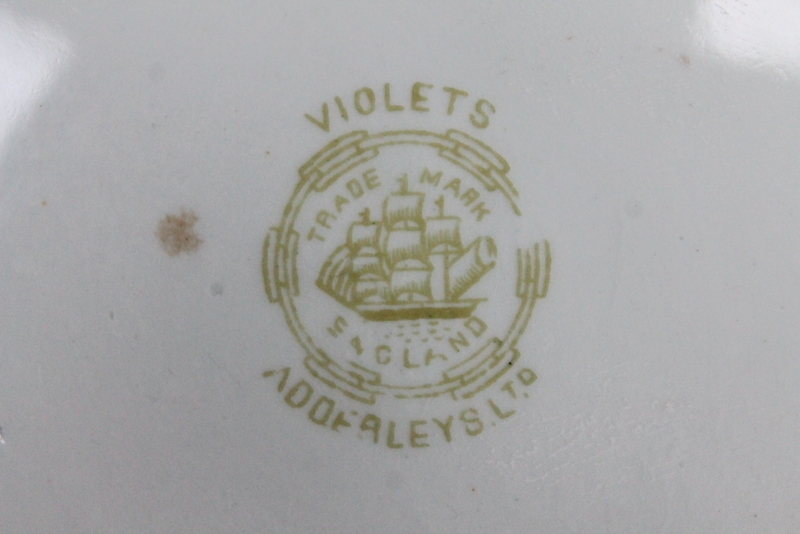 VIOLETS
TRADE MARK
ENGLAND
ADDERLEYS. LTD